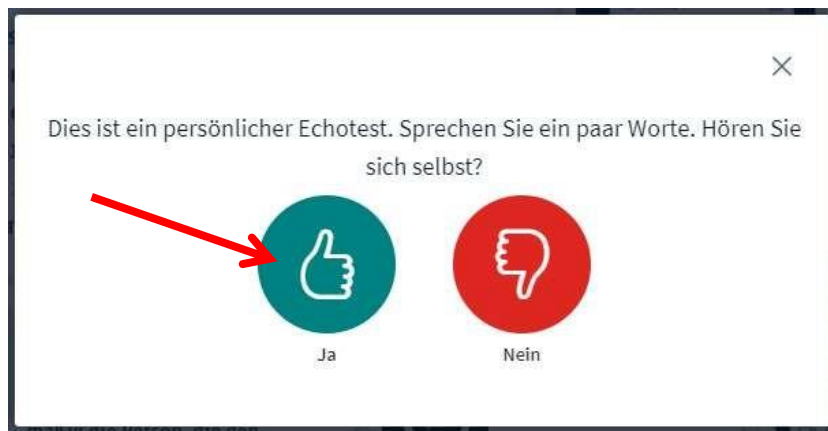 Dies ist ein persönlicher Echotest. Sprechen Sie ein paar Worte. Hören Sie
sich selbst?
Ja
Nein